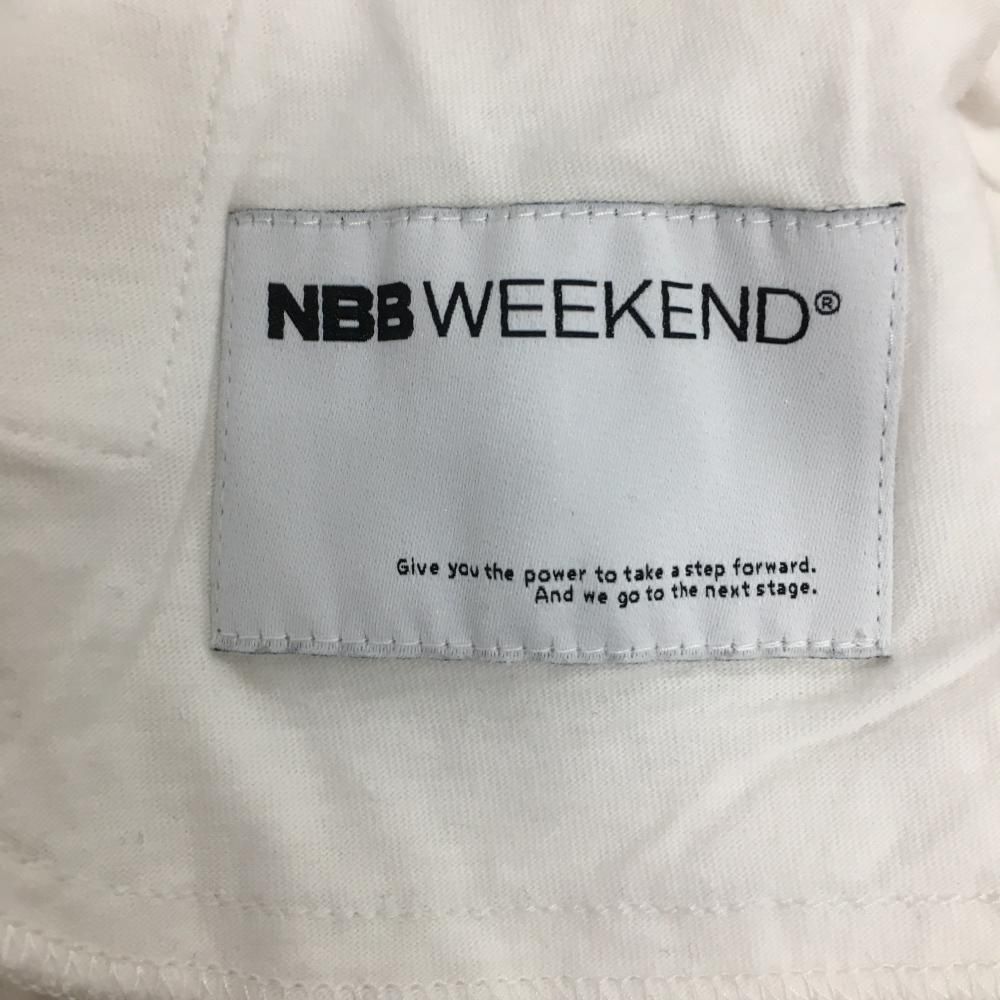 NBB WEEKEND®
Give you the power to take a step forward.
And we go to the next stage.